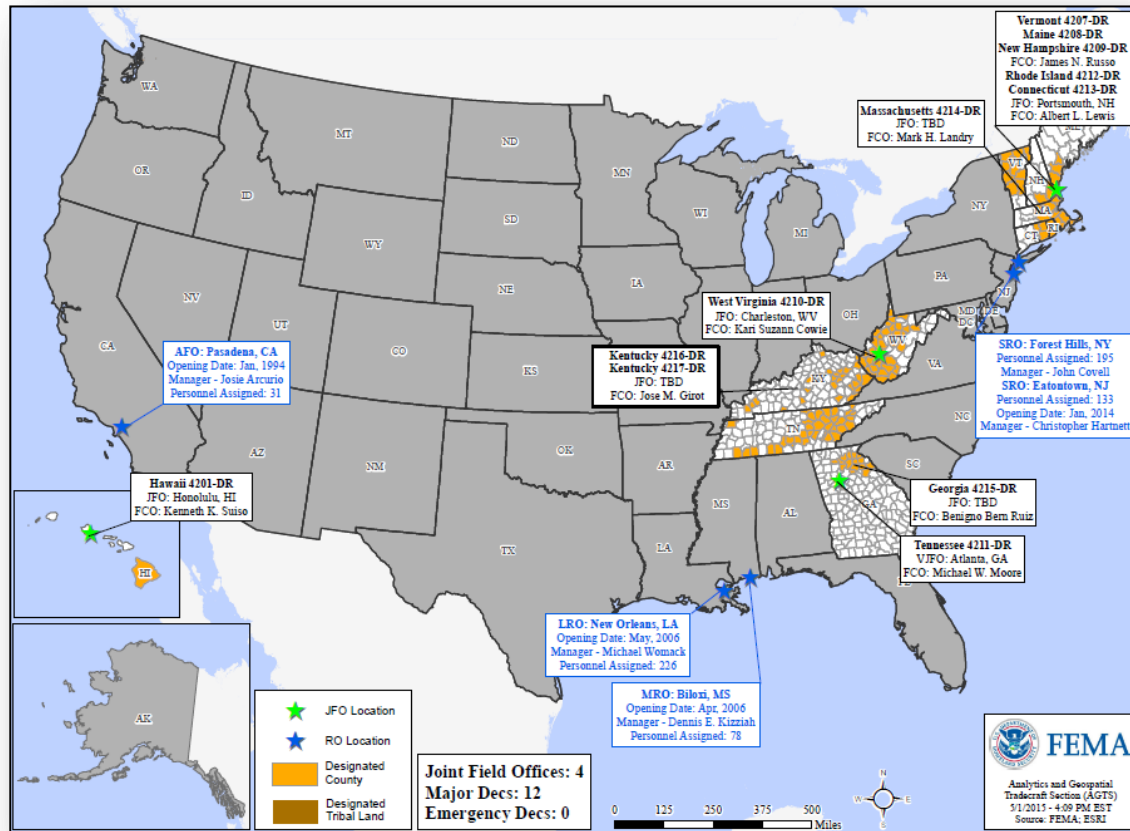 Vermont 4207-DR
Maine 4208-DR
New Hampshire 4209-DR
FCO: James N. Russo
Rhode Island 4212-DR
Connecticut 4213-DR
JFO: Portsmouth, NH
FCO: Albert L. Lewis
Massachusetts 4214-DR
JFO: TBD
FCO: Mark H. Landry
WA
MT
ND
MN
OR
ID
SD
WI
MI
NY
VT
NH
MA
CT
RI
WY
IA
NE
PA
NJ
OH
MD
DE
DC
NV
UT
CO
KS
CA
WV
VA
KY
West Virginia 4210-DR
JFO: Charleston, WV
FCO: Kari Suzann Cowie
Kentucky 4216-DR
Kentucky 4217-DR
JFO: TBD
FCO: Jose M. Girot
AFO: Pasadena, CA
Opening Date: Jan, 1994
Manager - Josie Arcurio
Personnel Assigned: 31
SRO: Forest Hills, NY
Personnel Assigned: 195
Manager - John Covell
SRO: Eatontown, NJ
Personnel Assigned: 133
Opening Date: Jan, 2014
Manager - Christopher Hartnett
TN
NC
AZ
NM
OK
AR
SC
MS
AL
GA
TX
LA
Hawaii 4201-DR
JFO: Honolulu, HI
FCO: Kenneth K. Suiso
HI
Georgia 4215-DR
JFO: TBD
FCO: Benigno Bern Ruiz
Tennessee 4211-DR
VJFO: Atlanta, GA
FCO: Michael W. Moore
LRO: New Orleans, LA
Opening Date: May, 2006
Manager - Michael Womack
Personnel Assigned: 226
MRO: Biloxi, MS
Opening Date: Apr, 2006
Manager - Dennis E. Kizziah
Personnel Assigned: 78
AK
JFO Location
RO Location
Designated County
Designated Tribal Land
Joint Field Offices: 4
Major Decs: 12
Emergency Decs: 0
0 125 250 375 500
Miles
N
W E
S
FEMA
Analytics and Geospatial
Tradecraft Section (AGTS)
5/1/2015 - 4:09 PM EST
Source: FEMA; ESRI